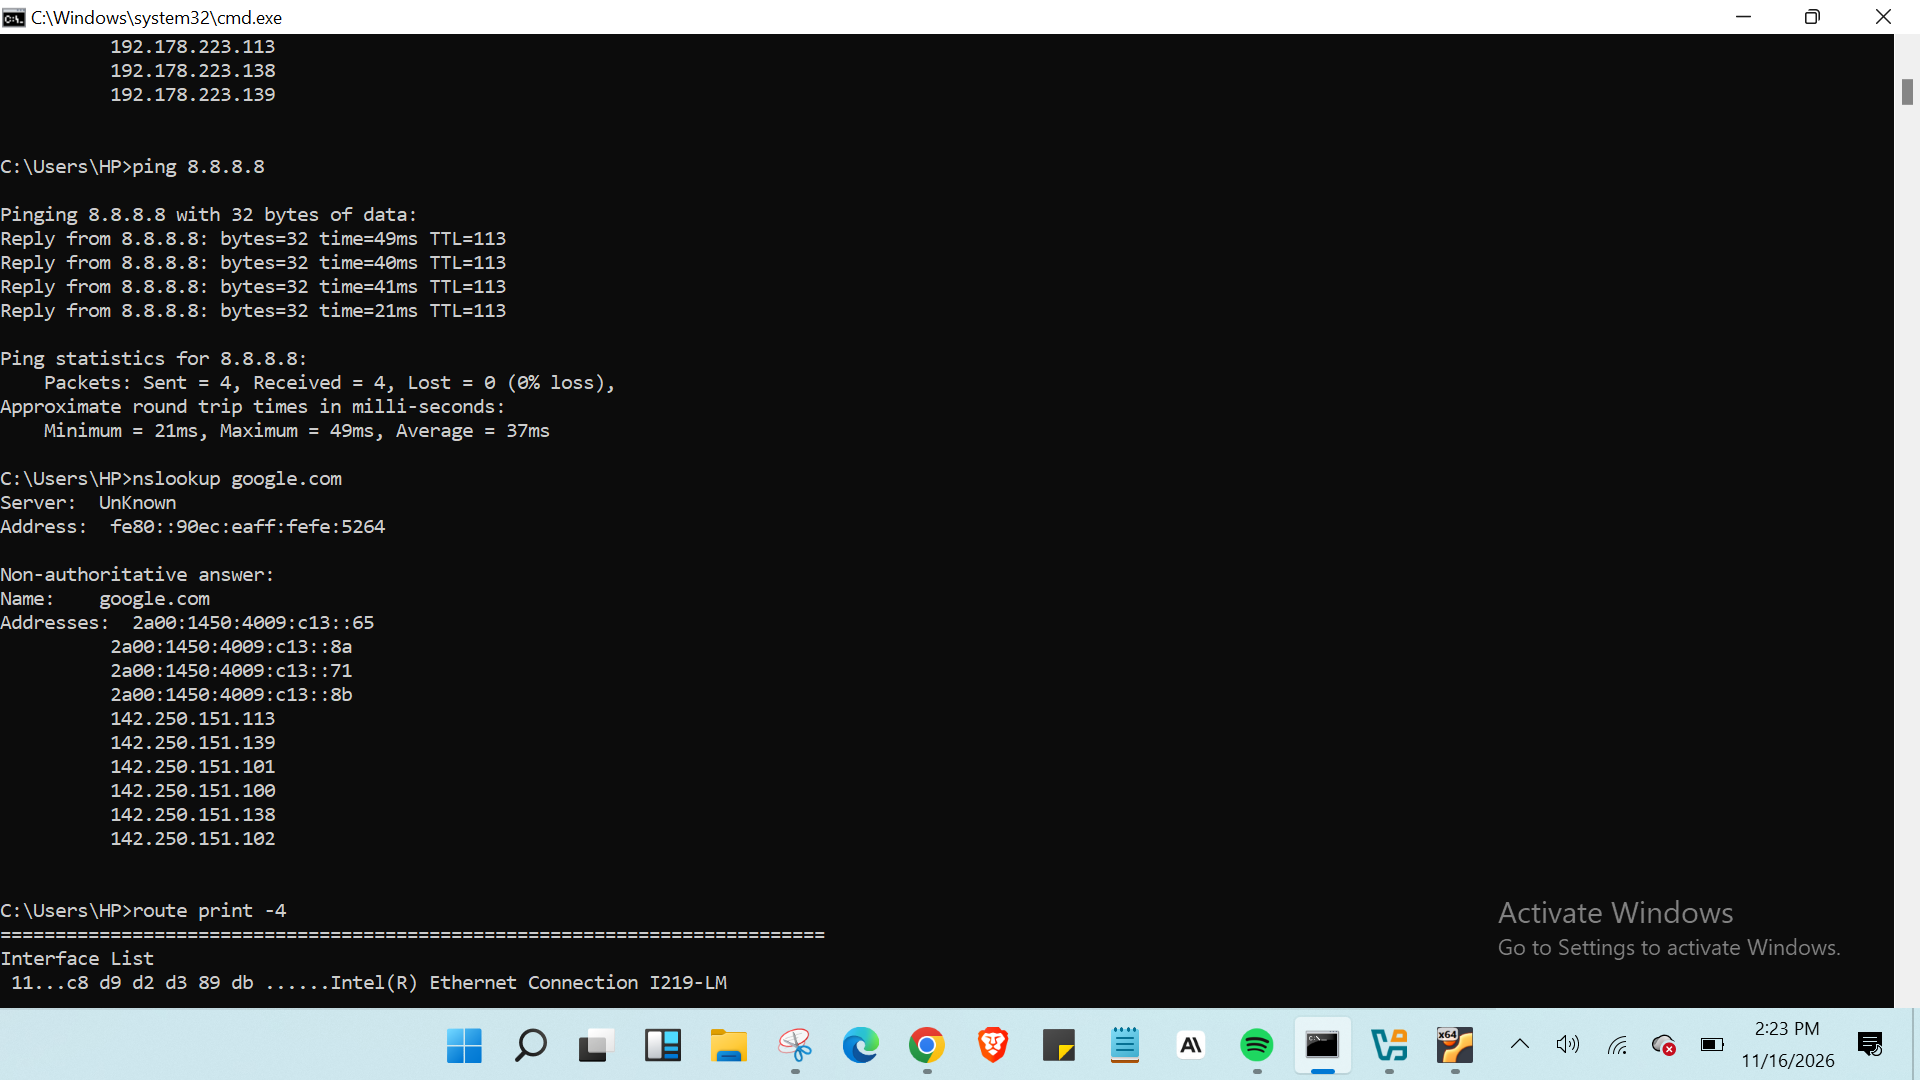 C:\Windows\system32\cmd.exe
192.178.223.113
192.178.223.138
192.178.223.139
C:\Users\HP>ping 8.8.8.8
Pinging 8.8.8.8 with 32 bytes of data:
Reply from 8.8.8.8: bytes=32 time=49ms TTL=113
Reply from 8.8.8.8: bytes=32 time=40ms TTL=113
Reply from 8.8.8.8: bytes=32 time=41ms TTL=113
Reply from 8.8.8.8: bytes=32 time=21ms TTL=113
Ping statistics for 8.8.8.8:
    Packets: Sent = 4, Received = 4, Lost = 0 (0% loss),
Approximate round trip times in milli-seconds:
    Minimum = 21ms, Maximum = 49ms, Average = 37ms
C:\Users\HP>nslookup google.com
Server:  UnKnown
Address:  fe80::90ec:eaff:fefe:5264
Non-authoritative answer:
Name:    google.com
Addresses:  2a00:1450:4009:c13::65
2a00:1450:4009:c13::8a
2a00:1450:4009:c13::71
2a00:1450:4009:c13::8b
142.250.151.113
142.250.151.139
142.250.151.101
142.250.151.100
142.250.151.138
142.250.151.102
C:\Users\HP>route print -4
===========================================================================
Interface List
 11...c8 d9 d2 d3 89 db ......Intel(R) Ethernet Connection I219-LM
Activate Windows
Go to Settings to activate Windows.
x64
2:23 PM
11/16/2026